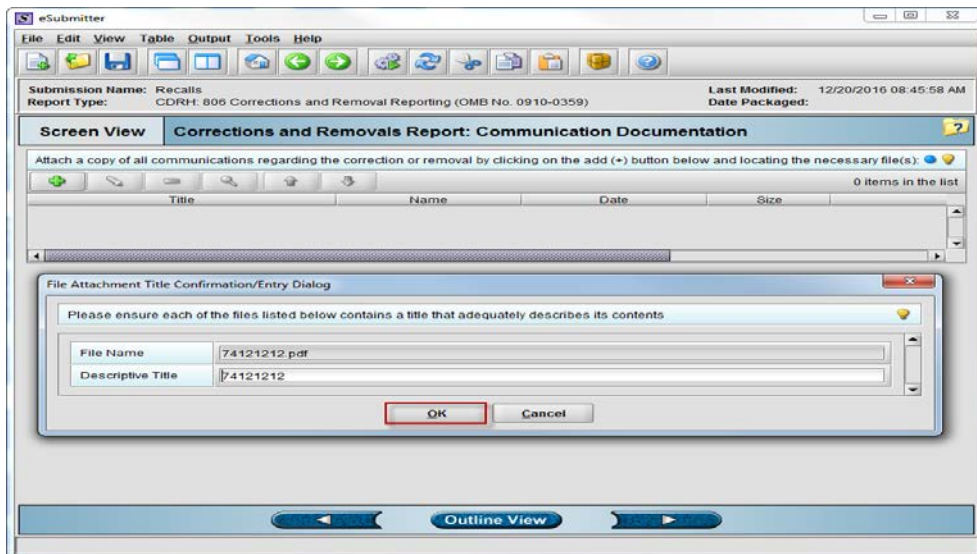 eSubmitter
File Edit View Table Output Tools Help
Submission Name: Recalls Last Modified: 12/20/2016 08:45:58 AM
Report Type: CDRH: 806 Corrections and Removal Reporting (OMB No. 0910-0359) Date Packaged:
Screen View Corrections and Removals Report: Communication Documentation
Attach a copy of all communications regarding the correction or removal by clicking on the add (+) button below and locating the necessary file(s):
0 items in the list
Title Name Date Size
File Attachment Title Confirmation/Entry Dialog
Please ensure each of the files listed below contains a title that adequately describes its contents
File Name 74121212.pdf
Descriptive Title 74121212
OK Cancel
Outline View